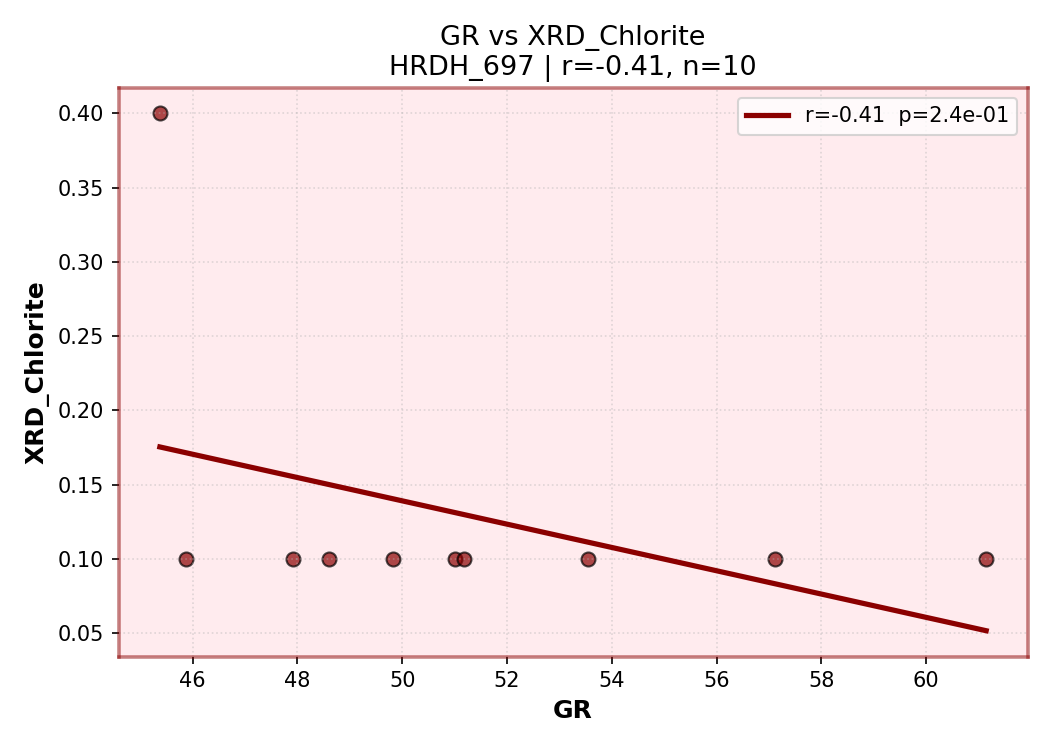 GR vs XRD_Chlorite
HRDH_697 | r=-0.41, n=10
r=-0.41  p=2.4e-01
XRD_Chlorite
0.40
0.35
0.30
0.25
0.20
0.15
0.10
0.05
46 48 50 52 54 56 58 60
GR